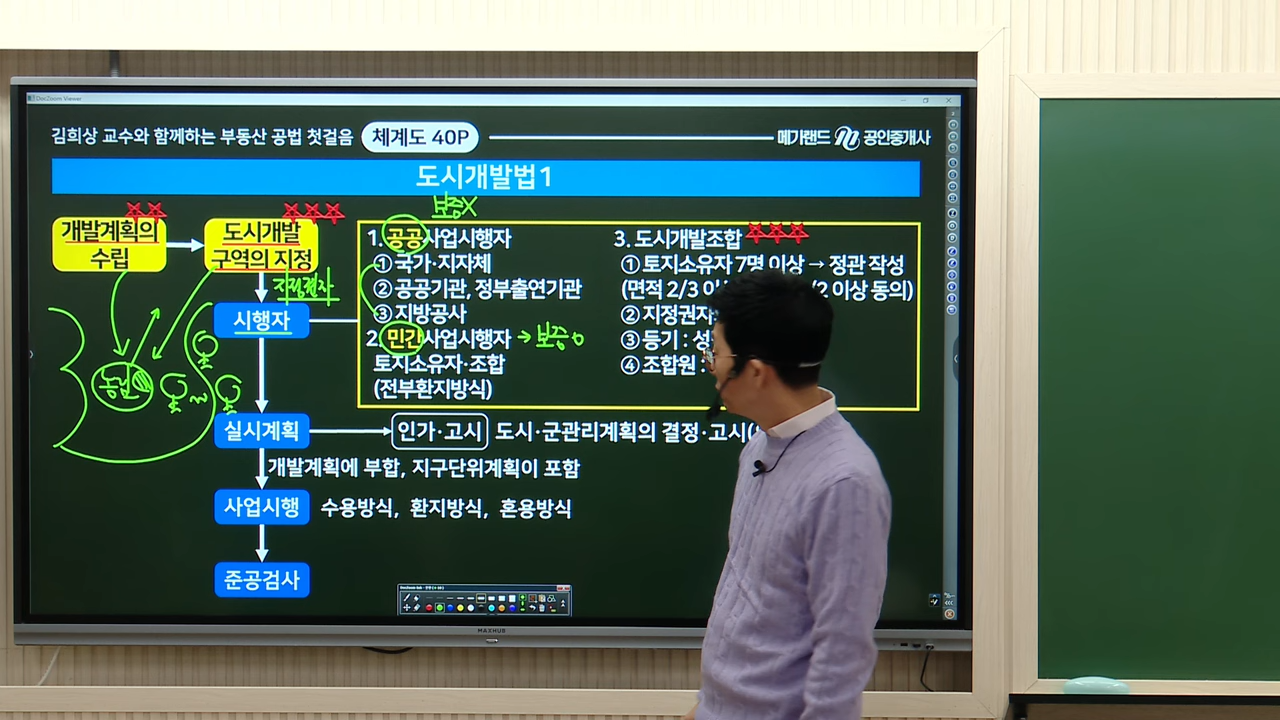 DocZoom Viewer
김희상 교수와 함께하는 부동산 공법 첫걸음 체계도 40P
메가랜드 공인중개사
도시개발법1
보증X
개발계획의
수립
도시개발
구역의 지정
지정권자
시행자
실시계획
사업시행
준공검사
1. 공공사업시행자
① 국가·지자체
② 공공기관, 정부출연기관
③ 지방공사
2. 민간사업시행자 → 보증 o
토지소유자·조합
(전부환지방식)
3. 도시개발조합
① 토지소유자 7명 이상 → 정관 작성
(면적 2/3 이 /2 이상 동의)
② 지정권자
③ 등기 : 성
④ 조합원 :
인가·고시 도시·군관리계획의 결정·고시(
개발계획에 부합, 지구단위계획이 포함
수용방식, 환지방식, 혼용방식
MAXHUB